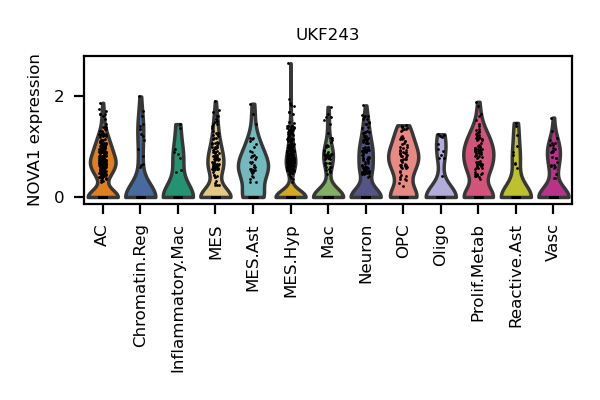 UKF243
NOVA1 expression
2
0
AC
Chromatin.Reg
Inflammatory.Mac
MES
MES.Ast
MES.Hyp
Mac
Neuron
OPC
Oligo
Prolif.Metab
Reactive.Ast
Vasc